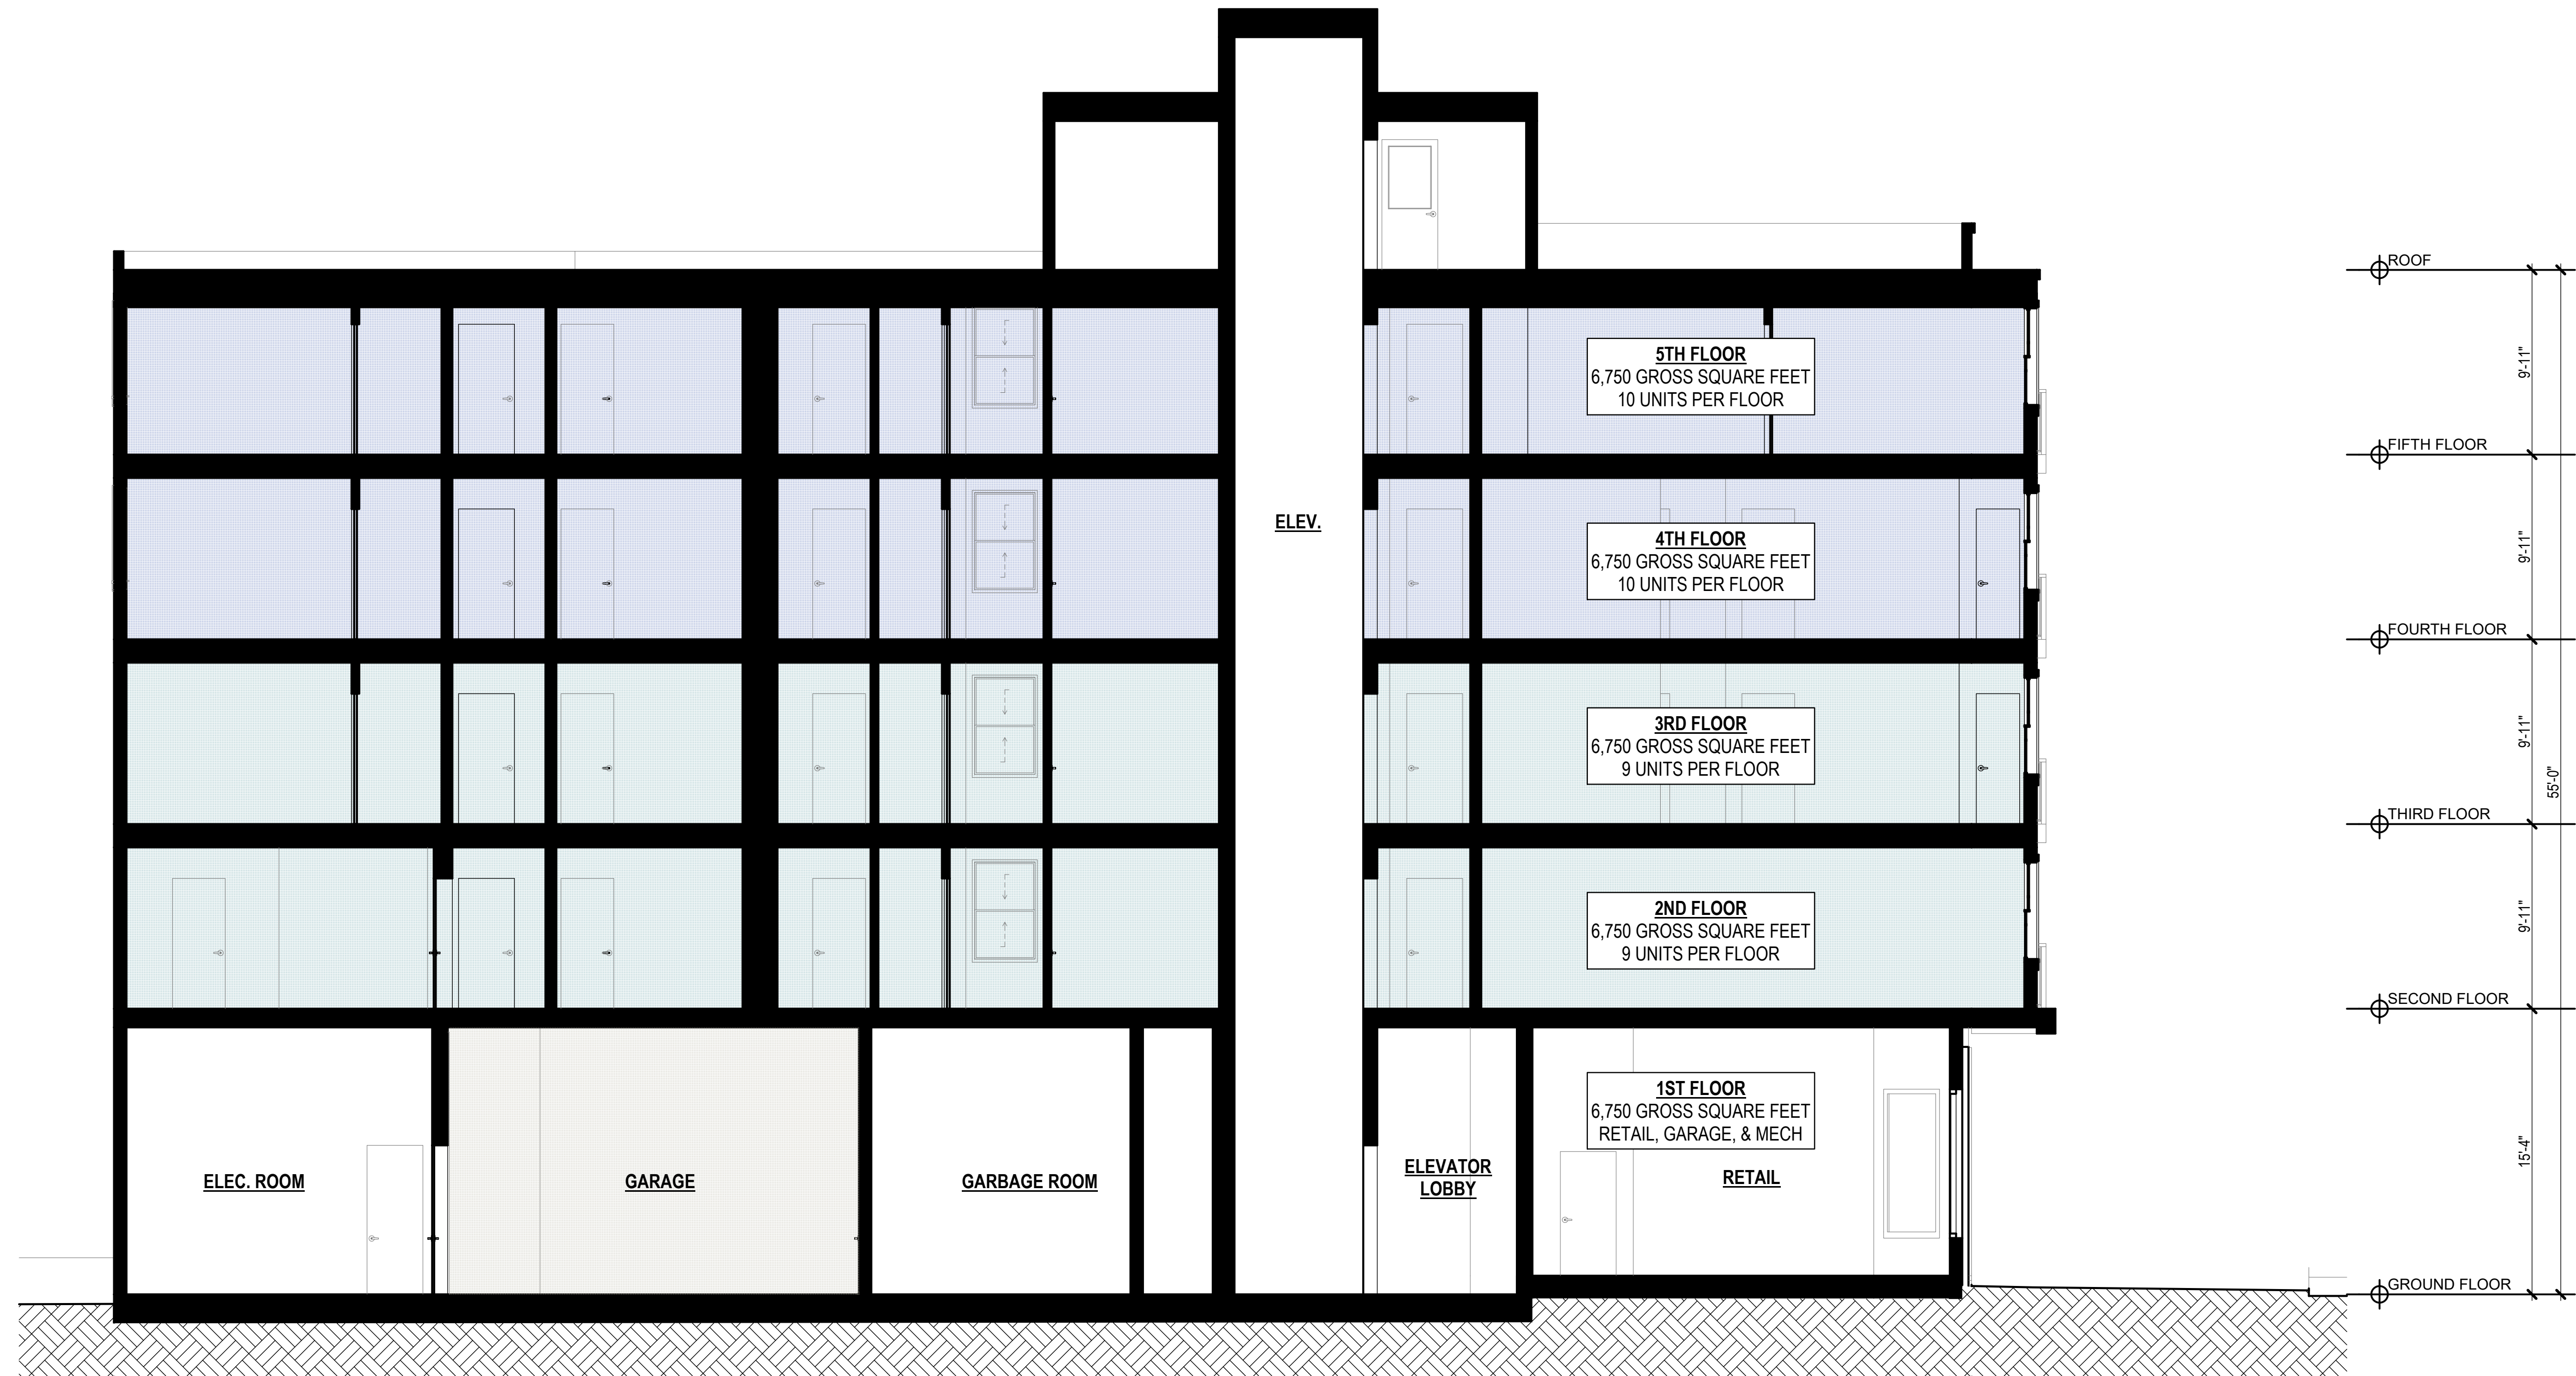 ROOF
5TH FLOOR
6,750 GROSS SQUARE FEET
10 UNITS PER FLOOR
9'-11"
FIFTH FLOOR
ELEV.
4TH FLOOR
6,750 GROSS SQUARE FEET
10 UNITS PER FLOOR
9'-11"
FOURTH FLOOR
3RD FLOOR
6,750 GROSS SQUARE FEET
9 UNITS PER FLOOR
9'-11"
55'-0"
THIRD FLOOR
2ND FLOOR
6,750 GROSS SQUARE FEET
9 UNITS PER FLOOR
9'-11"
SECOND FLOOR
1ST FLOOR
6,750 GROSS SQUARE FEET
RETAIL, GARAGE, & MECH
15'-4"
ELEC. ROOM
GARAGE
GARBAGE ROOM
ELEVATOR
LOBBY
RETAIL
GROUND FLOOR